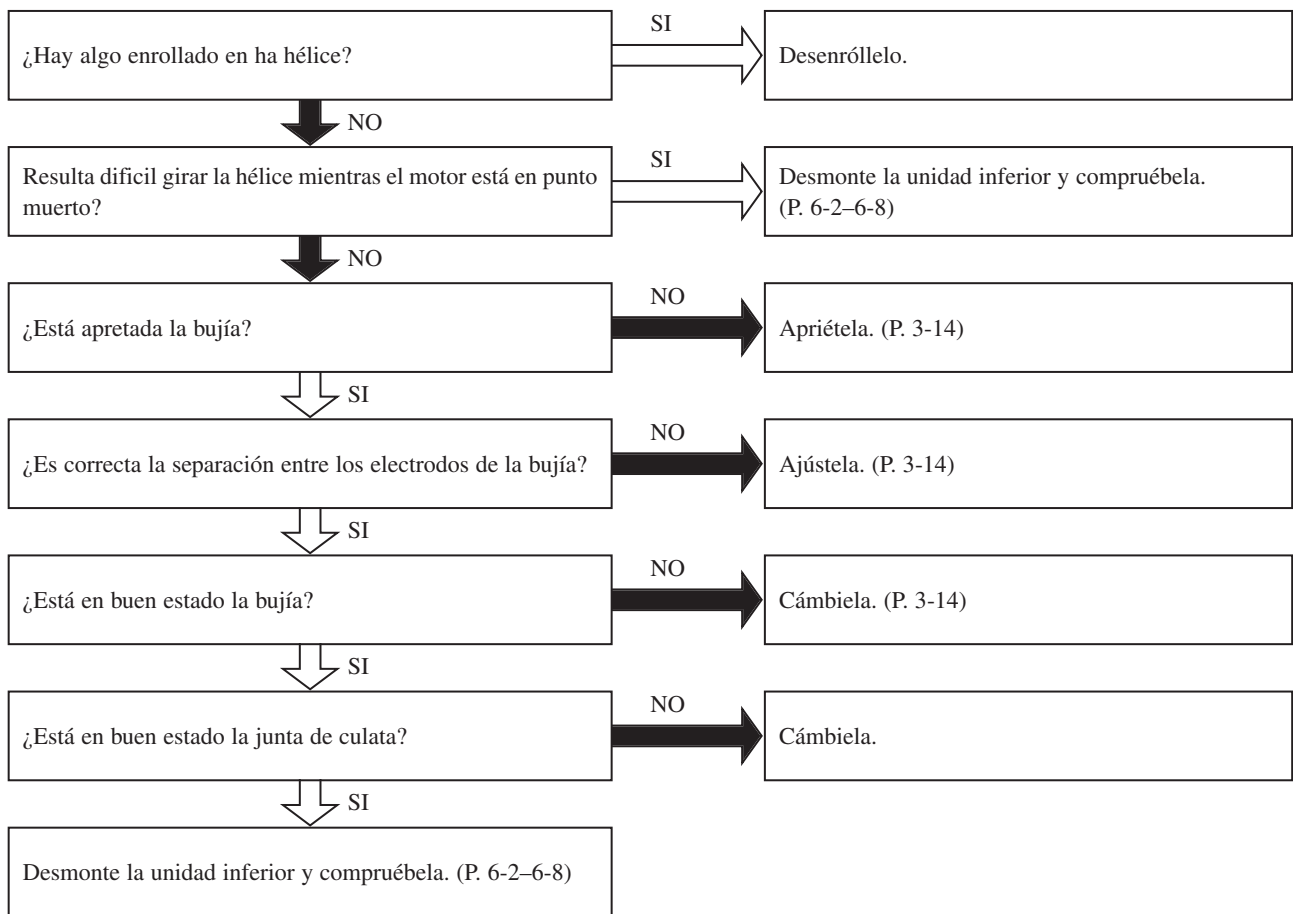 ¿Hay algo enrollado en ha hélice?
SI
Desenróllelo.
NO
Resulta dificil girar la hélice mientras el motor está en punto
muerto?
SI
Desmonte la unidad inferior y compruébela.
(P. 6-2–6-8)
NO
¿Está apretada la bujía?
NO
Apriétela. (P. 3-14)
SI
¿Es correcta la separación entre los electrodos de la bujía?
NO
Ajústela. (P. 3-14)
SI
¿Está en buen estado la bujía?
NO
Cámbiela. (P. 3-14)
SI
¿Está en buen estado la junta de culata?
NO
Cámbiela.
SI
Desmonte la unidad inferior y compruébela. (P. 6-2–6-8)